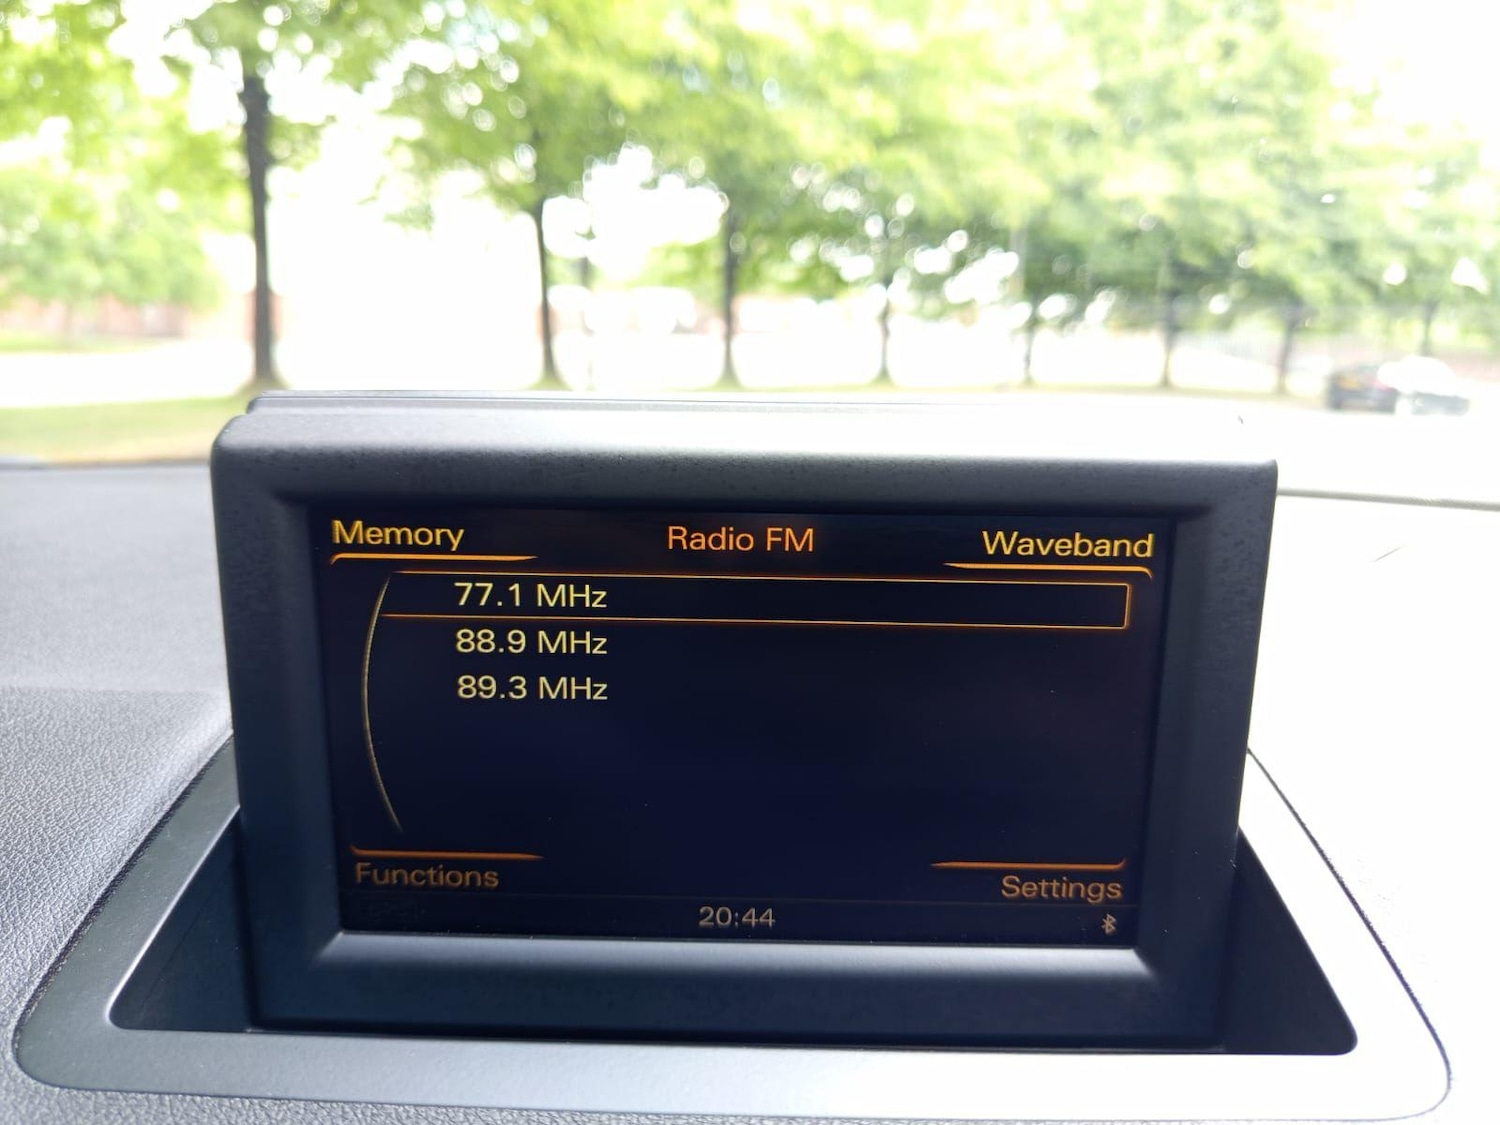 Memory Radio FM Waveband
77.1 MHz
88.9 MHz
89.3 MHz
Functions Settings
20:44